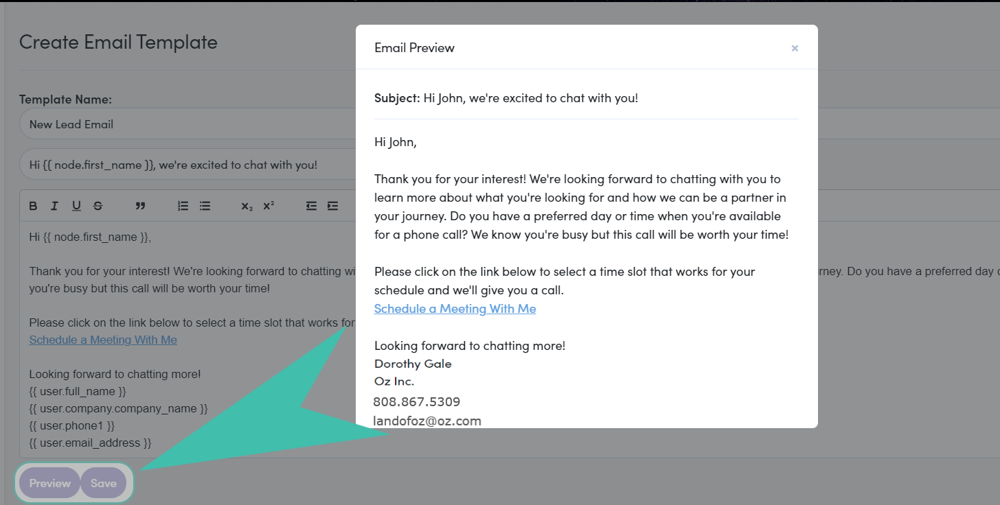 Create Email Template
Template Name:
New Lead Email
Hi {{ node.first_name }}, we're excited to chat with you!
B I U S ” x₂ x²
Hi {{ node.first_name }},
Thank you for your interest! We're looking forward to chatting wi
rney. Do you have a preferred day
you're busy but this call will be worth your time!
Please click on the link below to select a time slot that works for
Schedule a Meeting With Me
Looking forward to chatting more!
{{ user.full_name }}
{{ user.company.company_name }}
{{ user.phone1 }}
{{ user.email_address }}
Preview Save
Email Preview
×
Subject: Hi John, we're excited to chat with you!
Hi John,
Thank you for your interest! We're looking forward to chatting with you to
learn more about what you're looking for and how we can be a partner in
your journey. Do you have a preferred day or time when you're available
for a phone call? We know you're busy but this call will be worth your time!
Please click on the link below to select a time slot that works for your
schedule and we'll give you a call.
Schedule a Meeting With Me
Looking forward to chatting more!
Dorothy Gale
Oz Inc.
808.867.5309
landofoz@oz.com